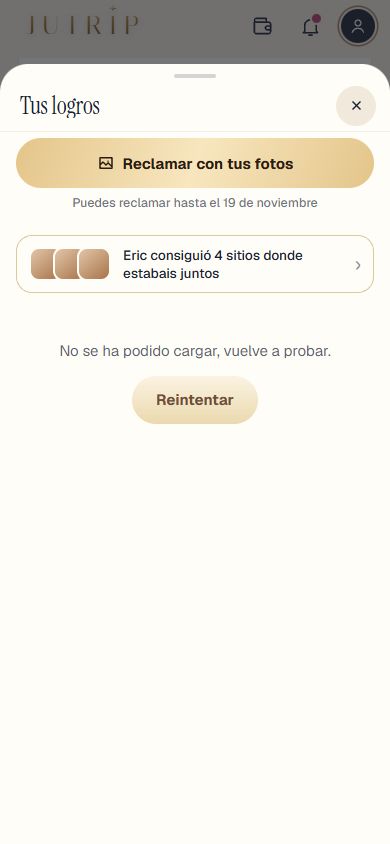 JUTRIP
Tus logros
Reclamar con tus fotos
Puedes reclamar hasta el 19 de noviembre
Eric consiguió 4 sitios donde
estabais juntos
No se ha podido cargar, vuelve a probar.
Reintentar